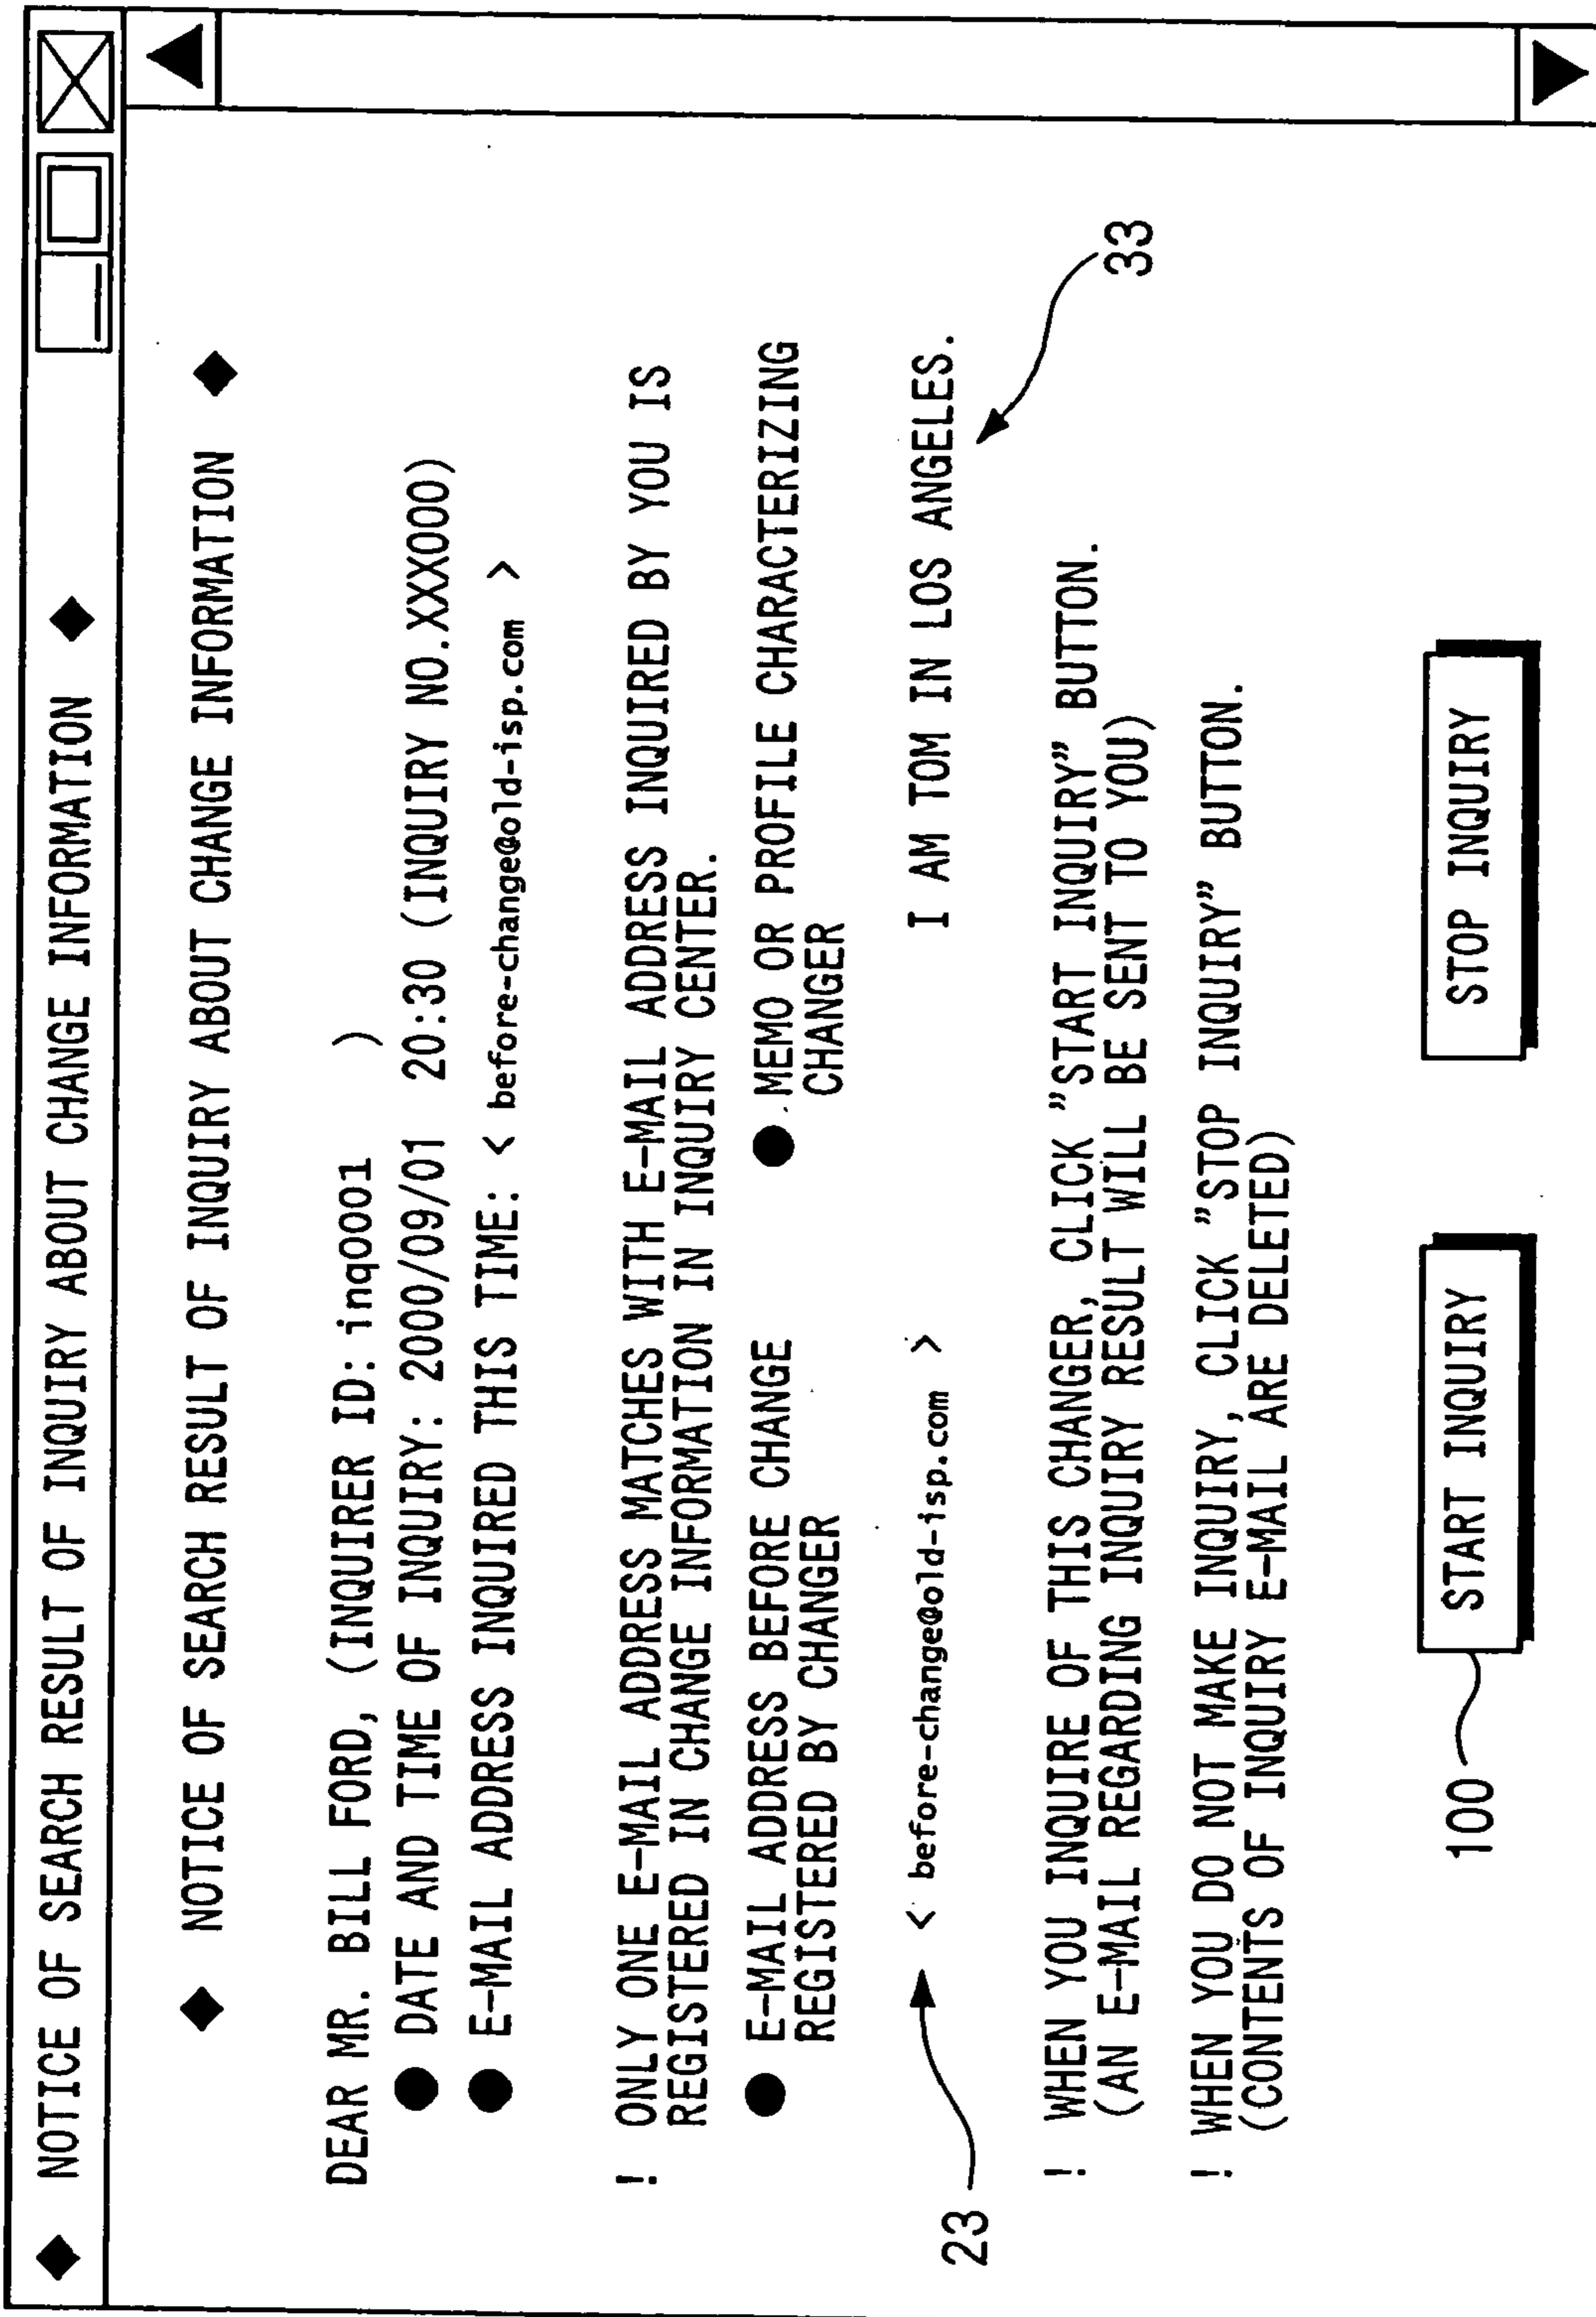 ◆ NOTICE OF SEARCH RESULT OF INQUIRY ABOUT CHANGE INFORMATION ◆
◆ NOTICE OF SEARCH RESULT OF INQUIRY ABOUT CHANGE INFORMATION ◆
DEAR MR. BILL FORD, (INQUIRER ID: inq0001 )
● DATE AND TIME OF INQUIRY: 2000/09/01 20:30 (INQUIRY NO.XXX000)
● E-MAIL ADDRESS INQUIRED THIS TIME: < before-change@old-isp.com >
! ONLY ONE E-MAIL ADDRESS MATCHES WITH E-MAIL ADDRESS INQUIRED BY YOU IS
REGISTERED IN CHANGE INFORMATION IN INQUIRY CENTER.
● E-MAIL ADDRESS BEFORE CHANGE
REGISTERED BY CHANGER
● MEMO OR PROFILE CHARACTERIZING
CHANGER
23
< before-change@old-isp.com >
I AM TOM IN LOS ANGELES.
33
! WHEN YOU INQUIRE OF THIS CHANGER, CLICK "START INQUIRY" BUTTON.
(AN E-MAIL REGARDING INQUIRY RESULT WILL BE SENT TO YOU)
! WHEN YOU DO NOT MAKE INQUIRY, CLICK "STOP INQUIRY" BUTTON.
(CONTENTS OF INQUIRY E-MAIL ARE DELETED)
100
START INQUIRY
STOP INQUIRY